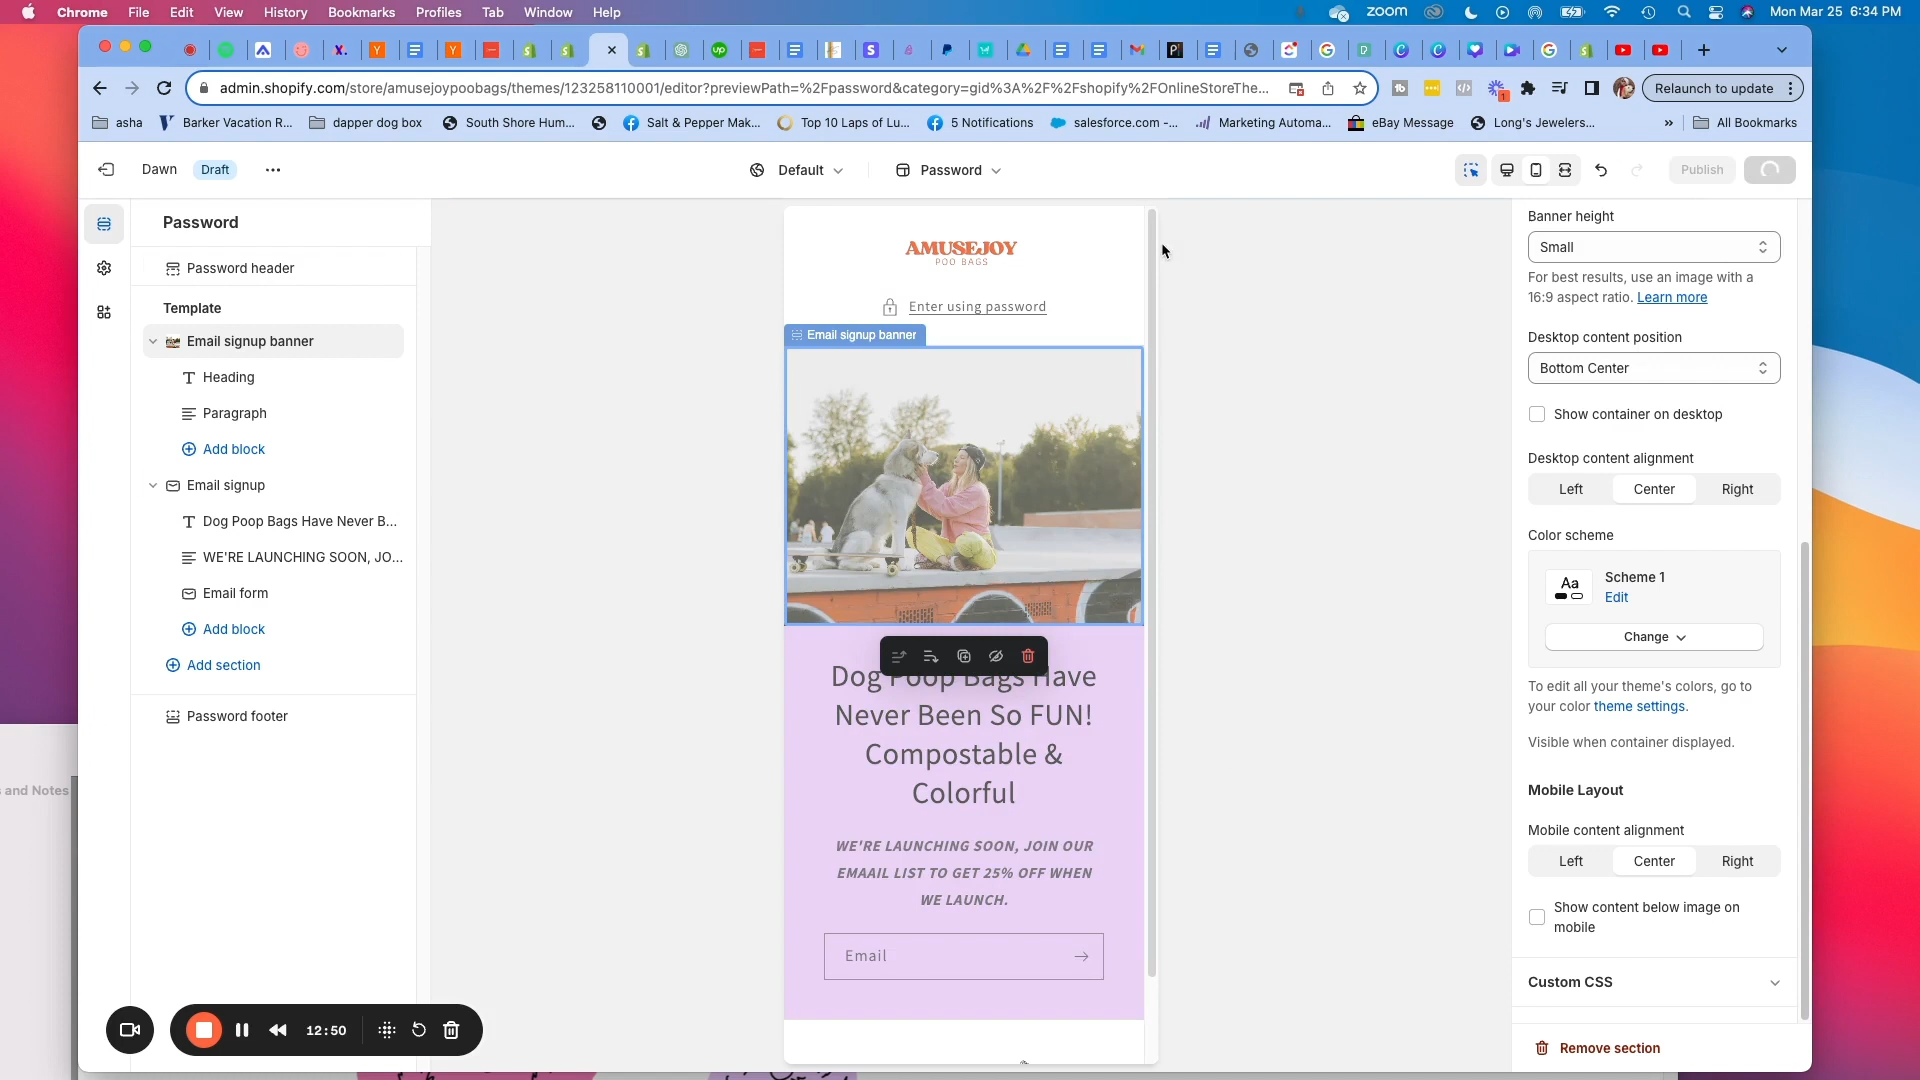 Chrome File Edit View History Bookmarks Profiles Tab Window Help
zoom
Mon Mar 25 6:34 PM
admin.shopify.com/store/amusejoypoobags/themes/123258110001/editor?previewPath=%2Fpassword&category=gid%3A%2F%2Fshopify%2FOnlineStoreThe...
1
Relaunch to update
asha
Barker Vacation R...
dapper dog box
South Shore Hum...
Salt & Pepper Mak...
Top 10 Laps of Lu...
5 Notifications
salesforce.com -...
Marketing Automa...
eBay Message
Long's Jewelers...
»
All Bookmarks
Dawn
Draft
Default
Password
Publish
Password
Password header
Template
Email signup banner
Heading
Paragraph
Add block
Email signup
Dog Poop Bags Have Never B...
WE'RE LAUNCHING SOON, JO...
Email form
Add block
Add section
Password footer
AMUSEJOY
POO BAGS
Enter using password
Email signup banner
Dog Poop Bags Have
Never Been So FUN!
Compostable &
Colorful
WE'RE LAUNCHING SOON, JOIN OUR
EMAAIL LIST TO GET 25% OFF WHEN
WE LAUNCH.
Email
Banner height
Small
For best results, use an image with a
16:9 aspect ratio. Learn more
Desktop content position
Bottom Center
Show container on desktop
Desktop content alignment
Left Center Right
Color scheme
Aa
Scheme 1
Edit
Change
To edit all your theme's colors, go to
your color theme settings.
Visible when container displayed.
Mobile Layout
Mobile content alignment
Left Center Right
Show content below image on
mobile
Custom CSS
Remove section
12:50
and Notes